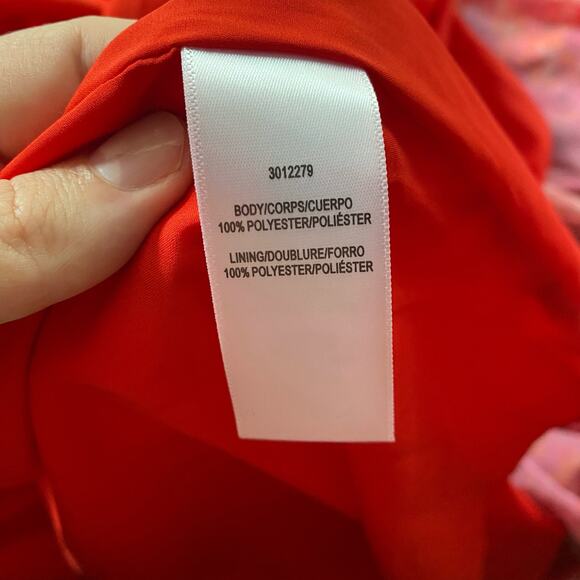 3012279
BODY/CORPS/CUERPO
100% POLYESTER/POLIÉSTER
LINING/DOUBLURE/FORRO
100% POLYESTER/POLIÉSTER